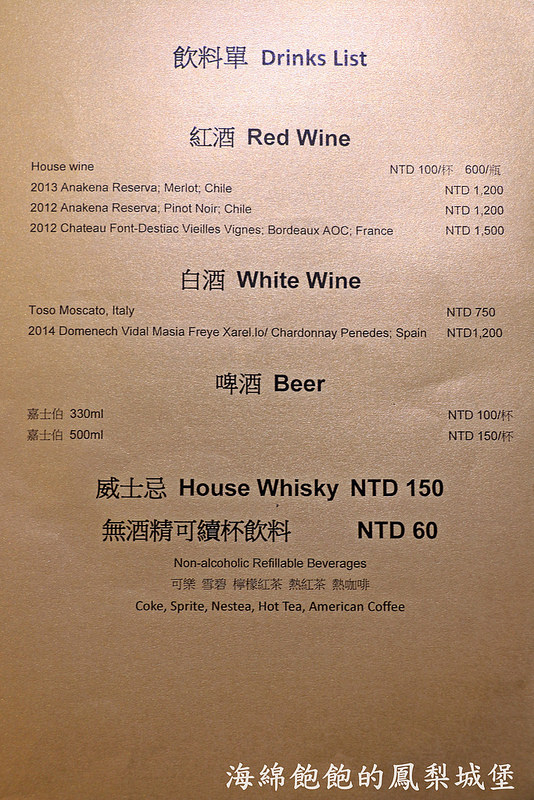 飲料單 Drinks List
紅酒 Red Wine
House wine NTD 100/杯 600/瓶
2013 Anakena Reserva; Merlot; Chile NTD 1,200
2012 Anakena Reserva; Pinot Noir; Chile NTD 1,200
2012 Chateau Font-Destiac Vieilles Vignes; Bordeaux AOC; France NTD 1,500
白酒 White Wine
Toso Moscato, Italy NTD 750
2014 Domenech Vidal Masia Freye Xarel.lo/ Chardonnay Penedes; Spain NTD1,200
啤酒 Beer
嘉士伯 330ml NTD 100/杯
嘉士伯 500ml NTD 150/杯
威士忌 House Whisky NTD 150
無酒精可續杯飲料 NTD 60
Non-alcoholic Refillable Beverages
可樂 雪碧 檸檬紅茶 熱紅茶 熱咖啡
Coke, Sprite, Nestea, Hot Tea, American Coffee
海綿飽飽的鳳梨城堡